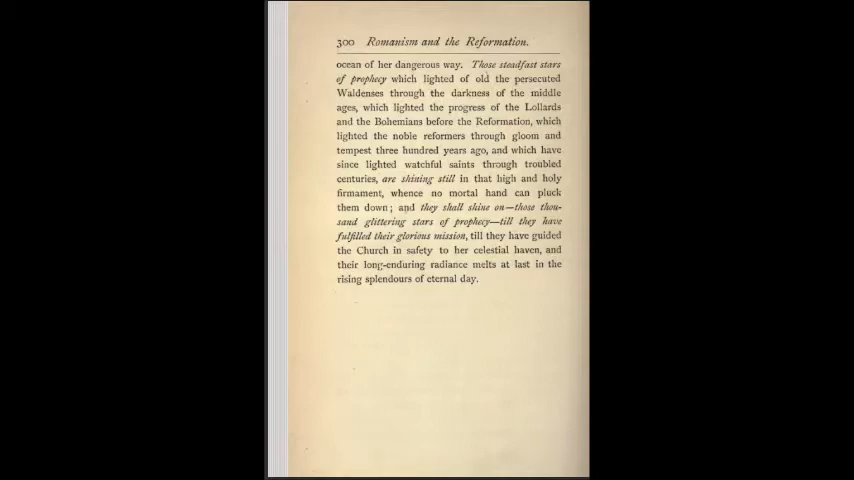 300 Romanism and the Reformation.
ocean of her dangerous way. Those steadfast stars
of prophecy which lighted of old the persecuted
Waldenses through the darkness of the middle
ages, which lighted the progress of the Lollards
and the Bohemians before the Reformation, which
lighted the noble reformers through gloom and
tempest three hundred years ago, and which have
since lighted watchful saints through troubled
centuries, are shining still in that high and holy
firmament, whence no mortal hand can pluck
them down; and they shall shine on—those thou-
sand glittering stars of prophecy—till they have
fulfilled their glorious mission, till they have guided
the Church in safety to her celestial haven, and
their long-enduring radiance melts at last in the
rising splendours of eternal day.